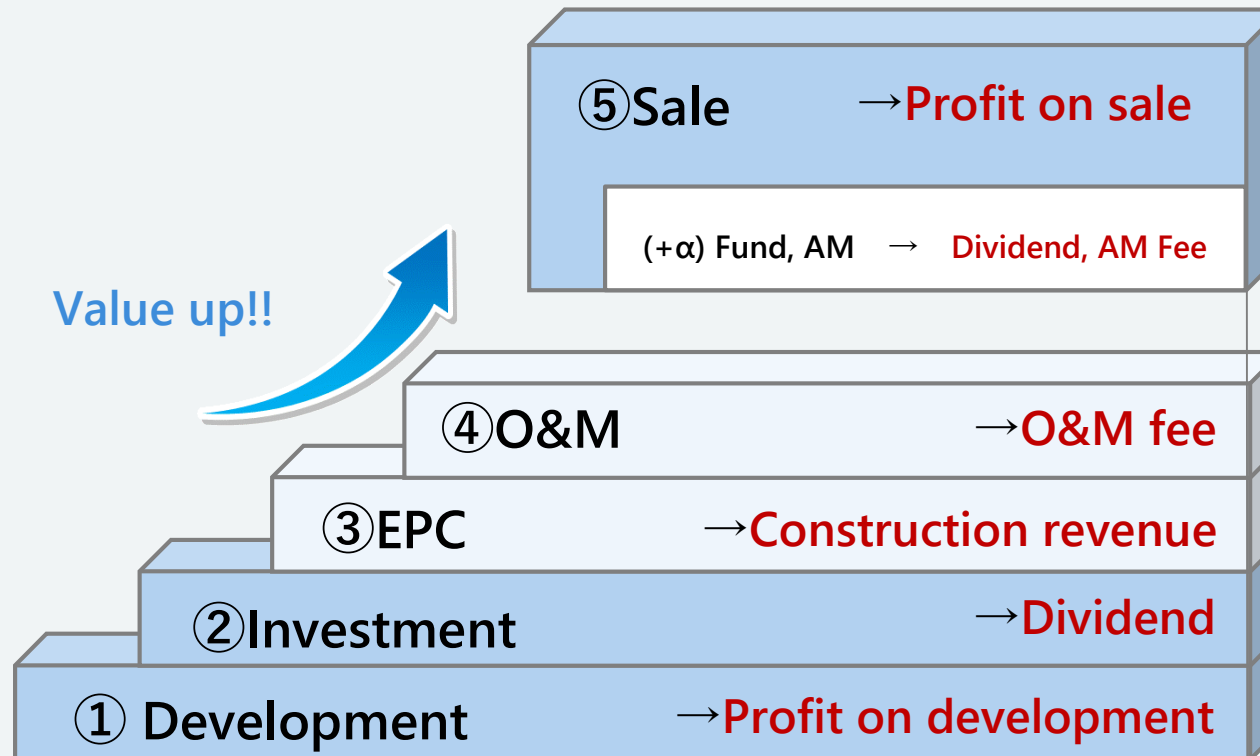 ⑤Sale →Profit on sale
(+α) Fund, AM → Dividend, AM Fee
Value up!!
④O&M →O&M fee
③EPC →Construction revenue
②Investment →Dividend
① Development →Profit on development